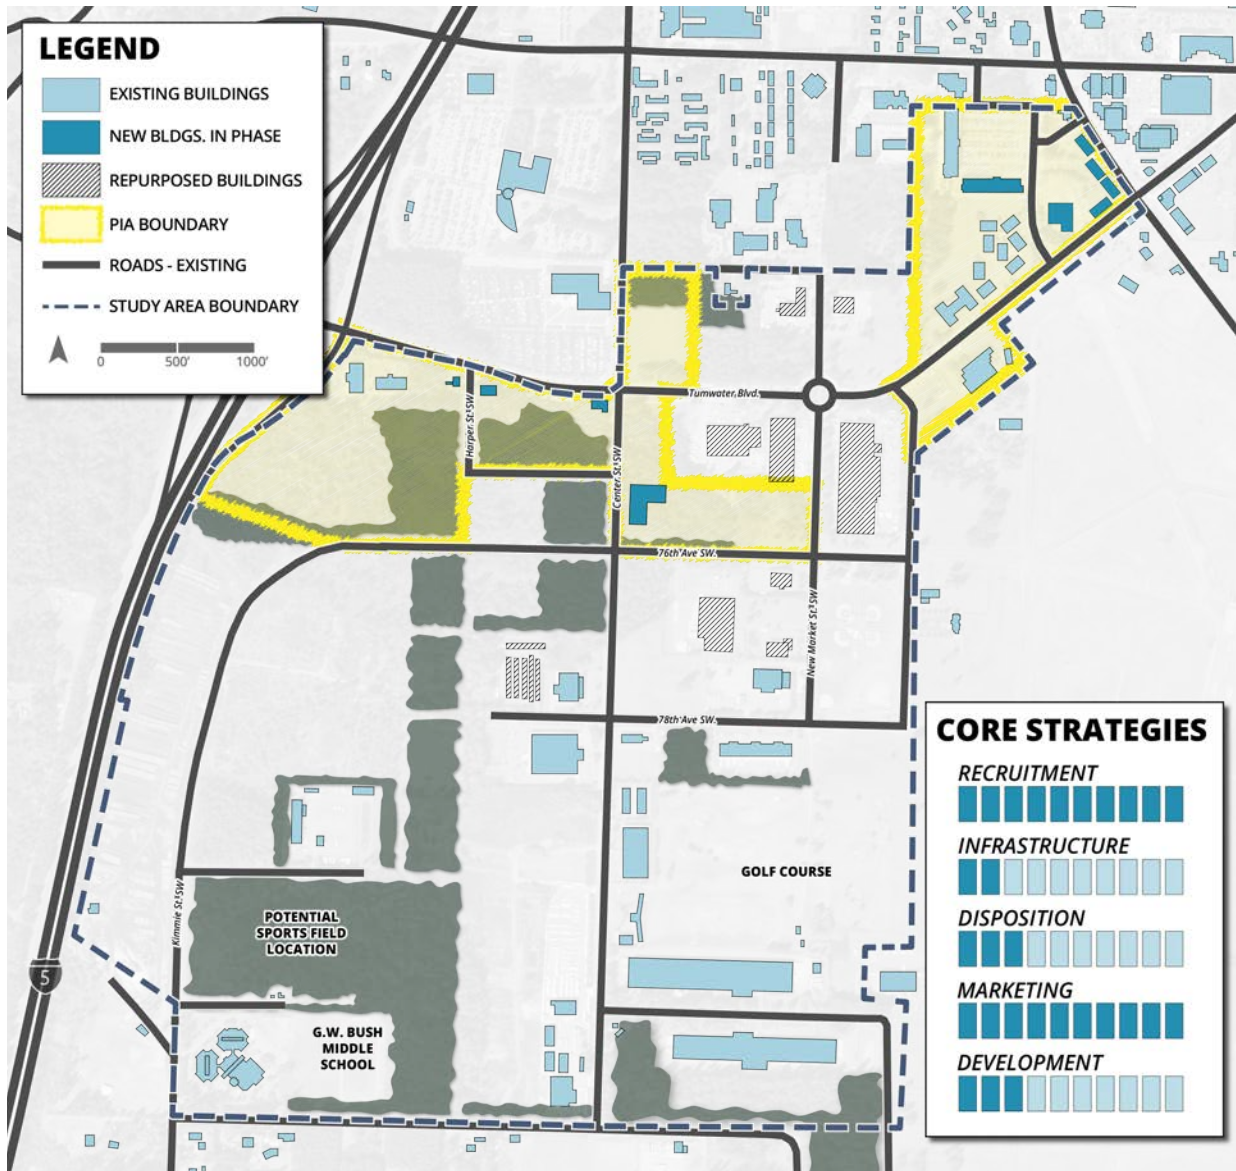 LEGEND
EXISTING BUILDINGS
NEW BLDGS. IN PHASE
REPURPOSED BUILDINGS
PIA BOUNDARY
ROADS - EXISTING
STUDY AREA BOUNDARY
0 500' 1000'
Tumwater Blvd.
Harper St. SW
Center St. SW
76th Ave SW.
New Market St. SW
78th Ave SW.
GOLF COURSE
Kimmie St. SW
POTENTIAL
SPORTS FIELD
LOCATION
5
G.W. BUSH
MIDDLE
SCHOOL
CORE STRATEGIES
RECRUITMENT
INFRASTRUCTURE
DISPOSITION
MARKETING
DEVELOPMENT